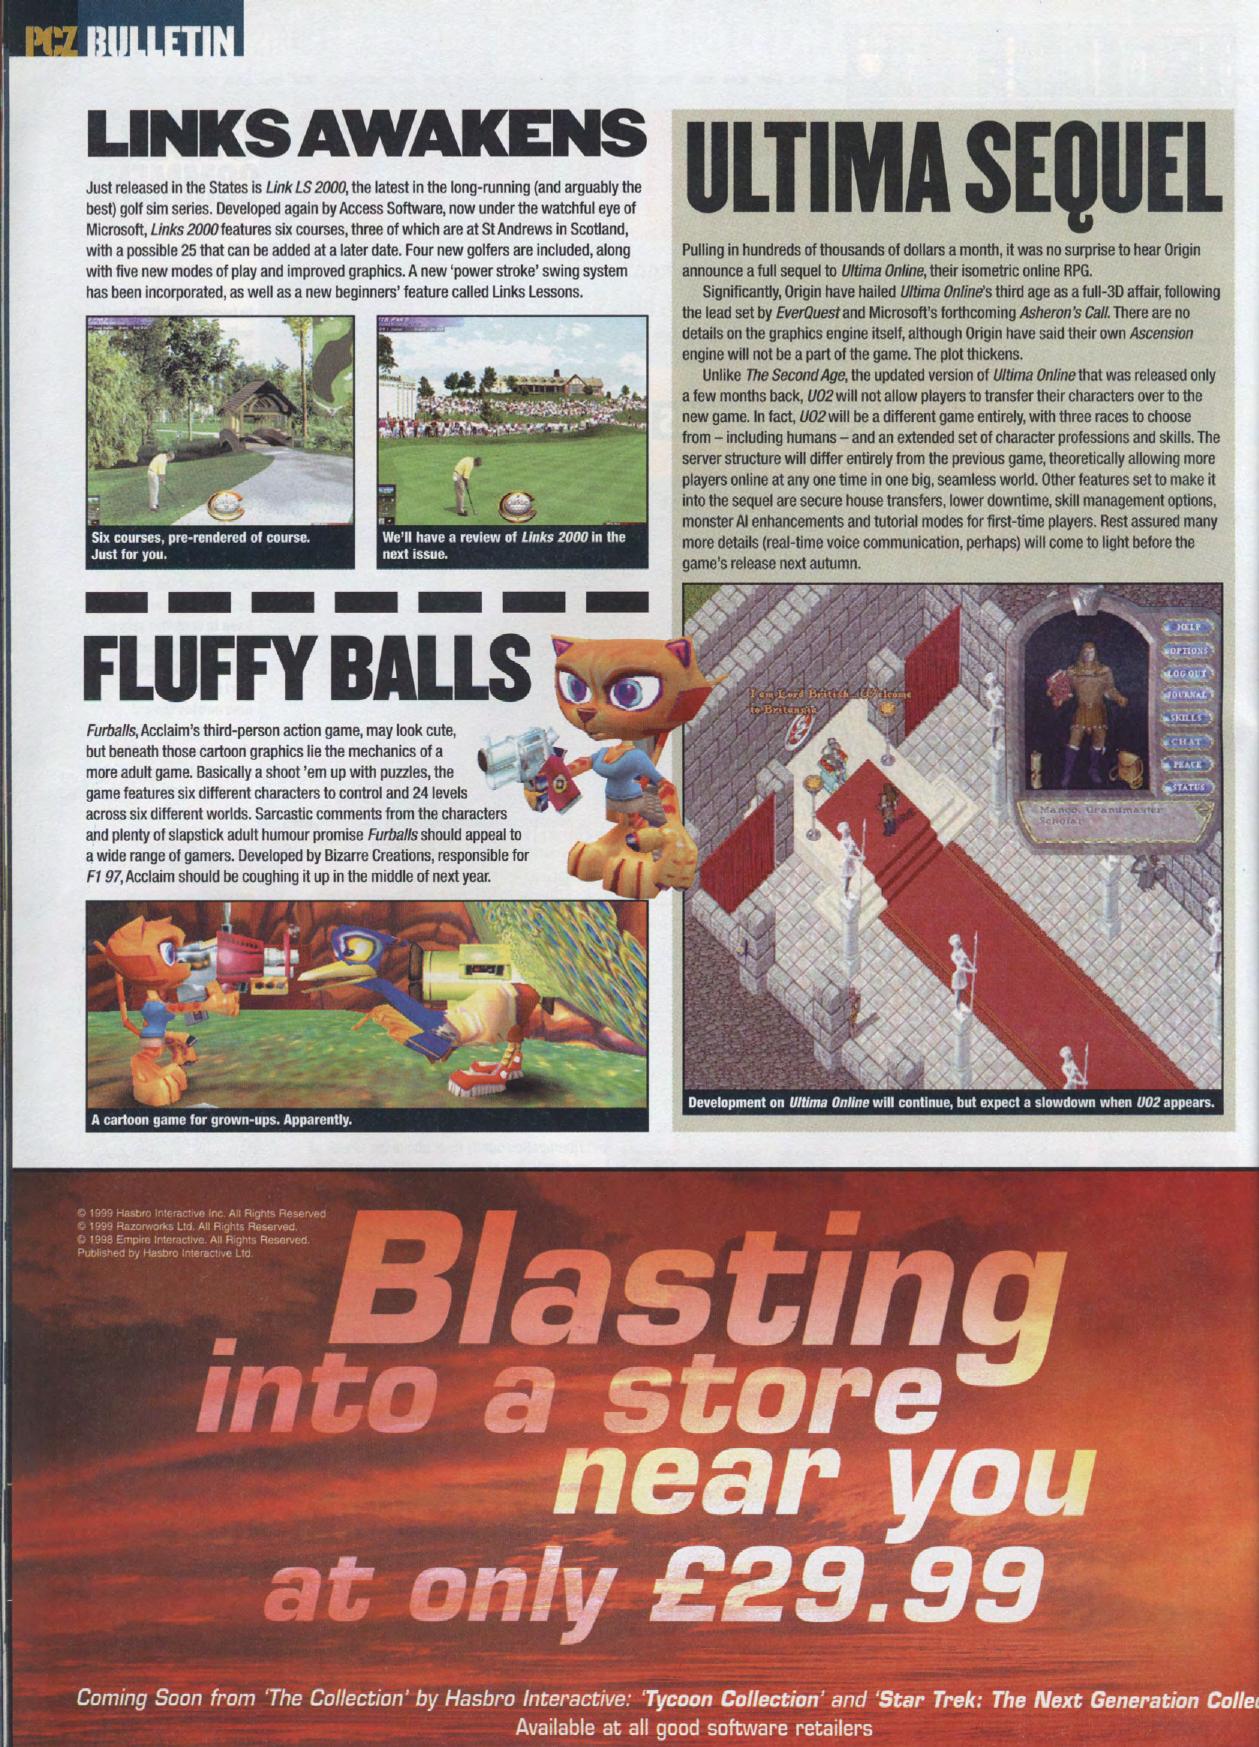 PCZ BULLETIN
LINKS AWAKENS
Just released in the States is Link LS 2000, the latest in the long-running (and arguably the
best) golf sim series. Developed again by Access Software, now under the watchful eye of
Microsoft, Links 2000 features six courses, three of which are at St Andrews in Scotland,
with a possible 25 that can be added at a later date. Four new golfers are included, along
with five new modes of play and improved graphics. A new ‘power stroke’ swing system
has been incorporated, as well as a new beginners’ feature called Links Lessons.
Six courses, pre-rendered of course.
Just for you.
We’ll have a review of Links 2000 in the
next issue.
FLUFFY BALLS
Furballs, Acclaim’s third-person action game, may look cute,
but beneath those cartoon graphics lie the mechanics of a
more adult game. Basically a shoot ’em up with puzzles, the
game features six different characters to control and 24 levels
across six different worlds. Sarcastic comments from the characters
and plenty of slapstick adult humour promise Furballs should appeal to
a wide range of gamers. Developed by Bizarre Creations, responsible for
F1 97, Acclaim should be coughing it up in the middle of next year.
A cartoon game for grown-ups. Apparently.
ULTIMA SEQUEL
Pulling in hundreds of thousands of dollars a month, it was no surprise to hear Origin
announce a full sequel to Ultima Online, their isometric online RPG.
Significantly, Origin have hailed Ultima Online’s third age as a full-3D affair, following
the lead set by EverQuest and Microsoft’s forthcoming Asheron’s Call. There are no
details on the graphics engine itself, although Origin have said their own Ascension
engine will not be a part of the game. The plot thickens.
Unlike The Second Age, the updated version of Ultima Online that was released only
a few months back, UO2 will not allow players to transfer their characters over to the
new game. In fact, UO2 will be a different game entirely, with three races to choose
from – including humans – and an extended set of character professions and skills. The
server structure will differ entirely from the previous game, theoretically allowing more
players online at any one time in one big, seamless world. Other features set to make it
into the sequel are secure house transfers, lower downtime, skill management options,
monster AI enhancements and tutorial modes for first-time players. Rest assured many
more details (real-time voice communication, perhaps) will come to light before the
game’s release next autumn.
I am Lord British...Welcome
to Britannia
HELP
OPTIONS
LOG OUT
JOURNAL
SKILLS
CHAT
PEACE
STATUS
Mango, Grandmaster
Scholar
Development on Ultima Online will continue, but expect a slowdown when UO2 appears.
© 1999 Hasbro Interactive Inc. All Rights Reserved
© 1999 Razorworks Ltd. All Rights Reserved.
© 1998 Empire Interactive. All Rights Reserved.
Published by Hasbro Interactive Ltd.
Blasting
into a store
near you
at only £29.99
Coming Soon from ‘The Collection’ by Hasbro Interactive: ‘Tycoon Collection’ and ‘Star Trek: The Next Generation Colle
Available at all good software retailers